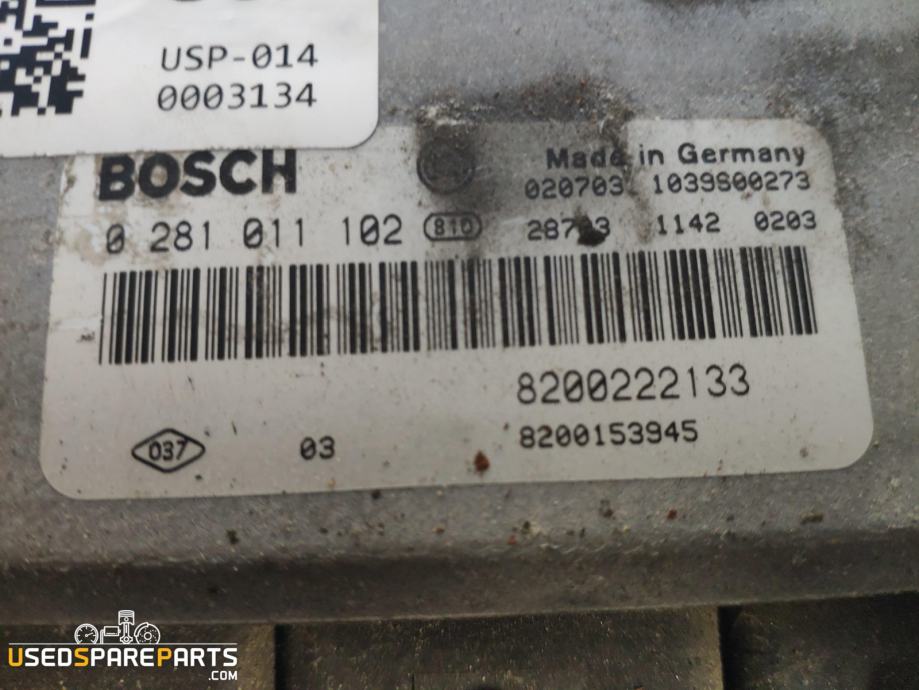 USP-014
0003134
BOSCH
Made in Germany
020703 1039S00273
0 281 011 102 810
1142 0203
8200222133
037 03
8200153945
USEDSPAREPARTS
.COM